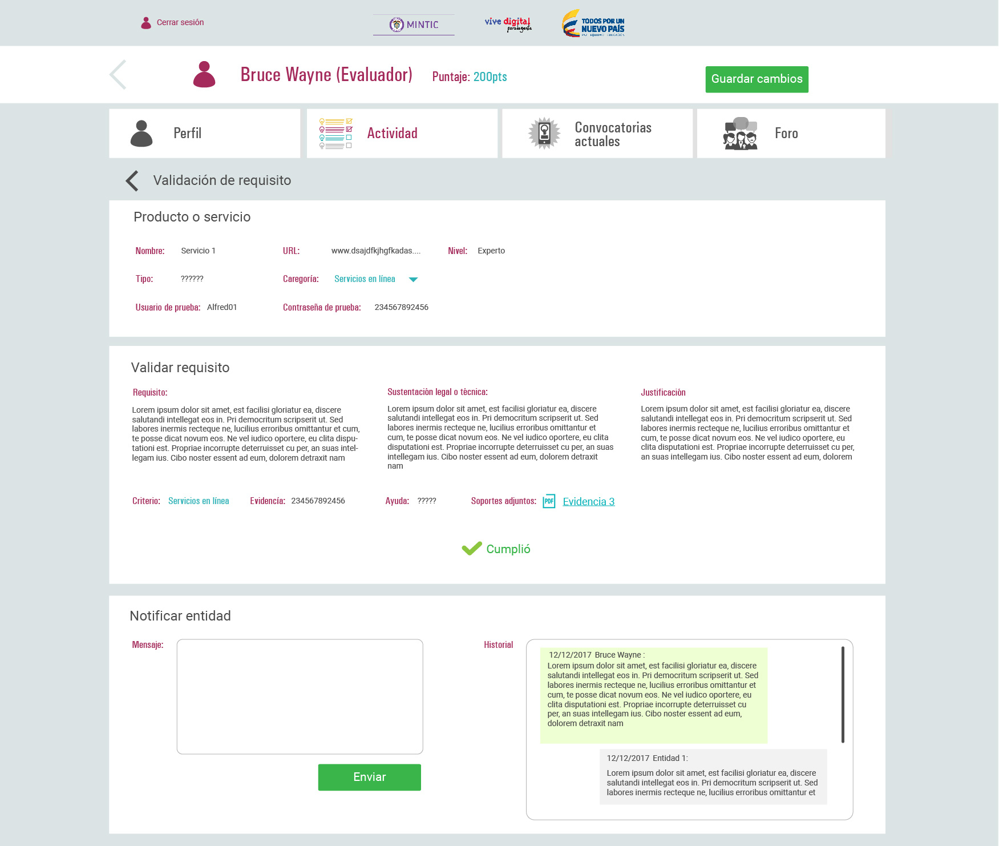 Cerrar sesión
MINTIC
vive digital
para la gente
TODOS POR UN
NUEVO PAÍS
PAZ EQUIDAD EDUCACIÓN
Bruce Wayne (Evaluador)
Puntaje: 200pts
Guardar cambios
Perfil
Actividad
Convocatorias
actuales
Foro
Validación de requisito
Producto o servicio
Nombre: Servicio 1
URL: www.dsajdfkjhgfkadas....
Nivel: Experto
Tipo: ??????
Caregoría: Servicios en línea
Usuario de prueba: Alfred01
Contraseña de prueba: 234567892456
Validar requisito
Requisito:
Lorem ipsum dolor sit amet, est facilisi gloriatur ea, discere
salutandi intellegat eos in. Pri democritum scripserit ut. Sed
labores inermis recteque ne, lucilius erroribus omittantur et cum,
te posse dicat novum eos. Ne vel iudico oportere, eu clita dispu-
tationi est. Propriae incorrupte deterruisset cu per, an suas intel-
legam ius. Cibo noster essent ad eum, dolorem detraxit nam
Sustentación legal o técnica:
Lorem ipsum dolor sit amet, est facilisi gloriatur ea, discere
salutandi intellegat eos in. Pri democritum scripserit ut. Sed
labores inermis recteque ne, lucilius erroribus omittantur et
cum, te posse dicat novum eos. Ne vel iudico oportere, eu clita
disputationi est. Propriae incorrupte deterruisset cu per, an suas
intellegam ius. Cibo noster essent ad eum, dolorem detraxit
nam
Justificación
Lorem ipsum dolor sit amet, est facilisi gloriatur ea, discere
salutandi intellegat eos in. Pri democritum scripserit ut. Sed
labores inermis recteque ne, lucilius erroribus omittantur et
cum, te posse dicat novum eos. Ne vel iudico oportere, eu
clita disputationi est. Propriae incorrupte deterruisset cu per,
an suas intellegam ius. Cibo noster essent ad eum, dolorem
Criterio: Servicios en línea
Evidencía: 234567892456
Ayuda: ?????
Soportes adjuntos: PDF Evidencia 3
Cumplió
Notificar entidad
Mensaje:
Enviar
Historial
12/12/2017 Bruce Wayne :
Lorem ipsum dolor sit amet, est facilisi gloriatur ea, discere
salutandi intellegat eos in. Pri democritum scripserit ut. Sed
labores inermis recteque ne, lucilius erroribus omittantur et
cum, te posse dicat novum eos. Ne vel iudico oportere, eu
clita disputationi est. Propriae incorrupte deterruisset cu
per, an suas intellegam ius. Cibo noster essent ad eum,
dolorem detraxit nam
12/12/2017 Entidad 1:
Lorem ipsum dolor sit amet, est facilisi gloriatur ea, discere
salutandi intellegat eos in. Pri democritum scripserit ut. Sed
labores inermis recteque ne, lucilius erroribus omittantur et